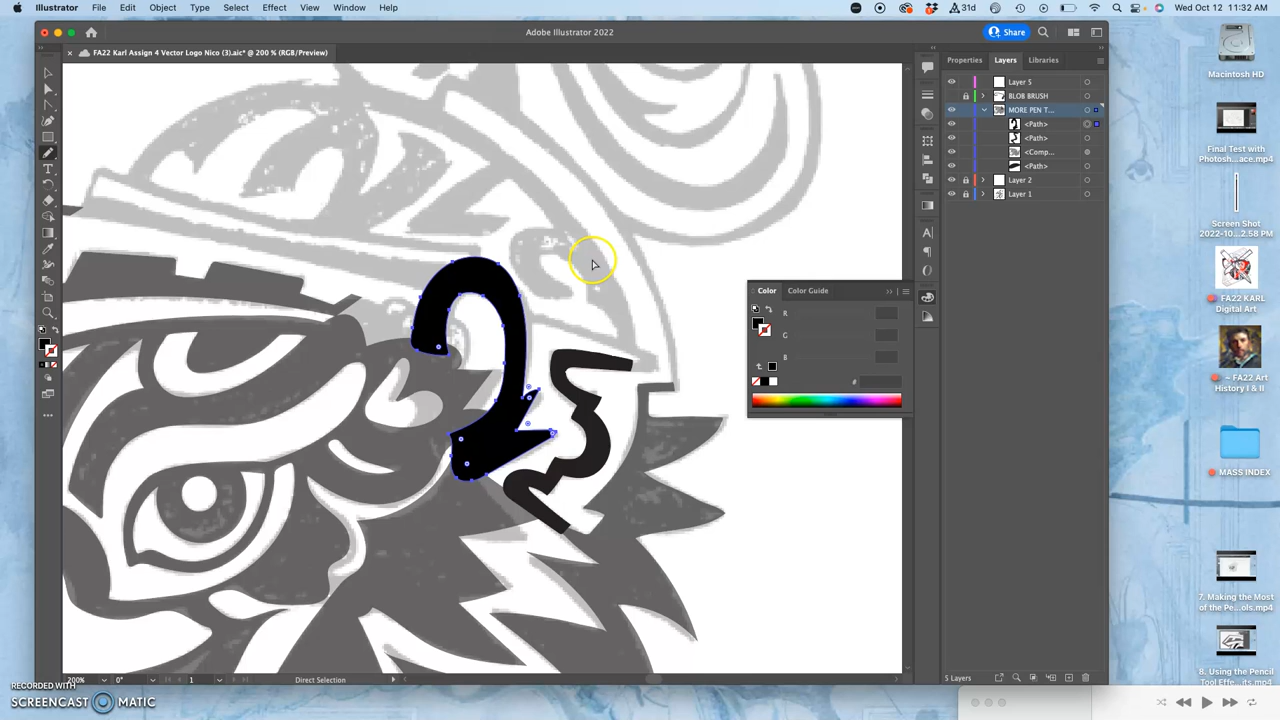 Illustrator File Edit Object Type Select Effect View Window Help
31d
Wed Oct 12 11:32 AM
Adobe Illustrator 2022
Share
× FA22 Karl Assign 4 Vector Logo Nico (3).aic* @ 200 % (RGB/Preview)
Properties Layers Libraries
Layer 5
BLOB BRUSH
MORE PEN T...
<Path>
<Path>
<Comp...
<Path>
Layer 2
Layer 1
Color Color Guide
R
G
B
#
5 Layers
200% 0° 1 Direct Selection
Macintosh HD
Final Test with
Photosh...ace.mp4
Screen Shot
2022-10...2.58 PM
FA22 KARL
Digital Art
~ FA22 Art
History I & II
MASS INDEX
7. Making the Most
of the Pe...ols.mp4
8. Using the Pencil
Tool Effe...its.mp4
RECORDED WITH
SCREENCAST MATIC